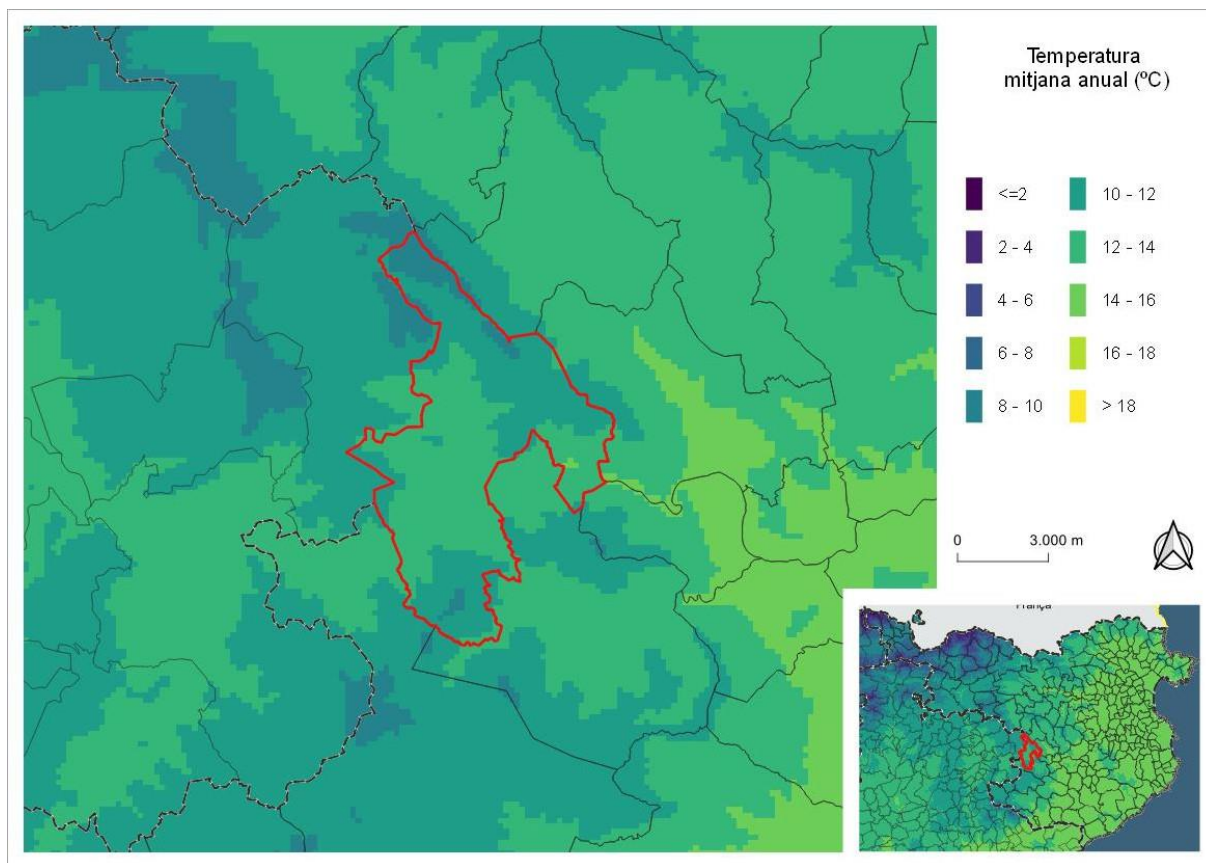 Temperatura
mitjana anual (ºC)
<=2
10 - 12
2 - 4
12 - 14
4 - 6
14 - 16
6 - 8
16 - 18
8 - 10
> 18
0
3.000 m
França